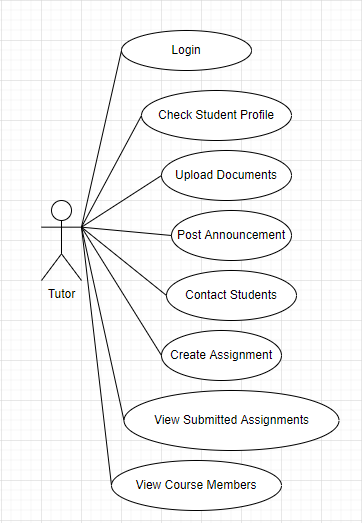 Login
Check Student Profile
Upload Documents
Post Announcement
Contact Students
Tutor
Create Assignment
View Submitted Assignments
View Course Members